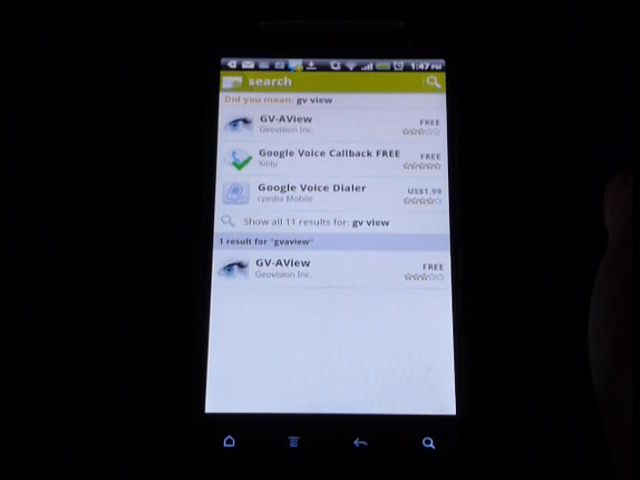 1:47 PM
search
Did you mean: gv view
GV-AView
FREE
Geovision Inc.
Google Voice Callback FREE
FREE
Xinlu
Google Voice Dialer
US$1.99
cpedia Mobile
Show all 11 results for: gv view
1 result for "gvaview"
GV-AView
FREE
Geovision Inc.